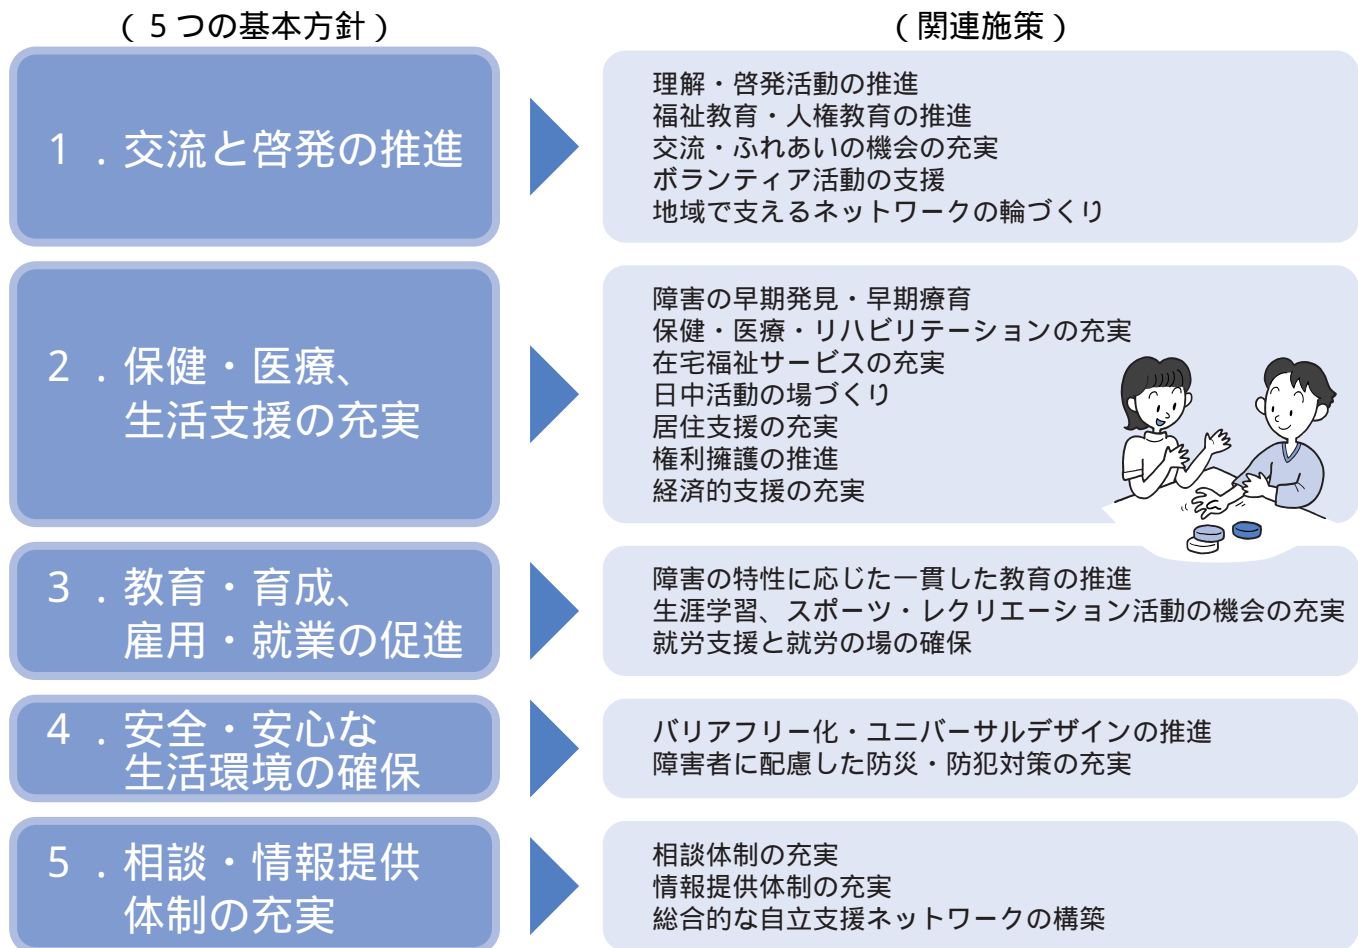 （５つの基本方針）
（関連施策）
１．交流と啓発の推進
理解・啓発活動の推進
福祉教育・人権教育の推進
交流・ふれあいの機会の充実
ボランティア活動の支援
地域で支えるネットワークの輪づくり
２．保健・医療、
生活支援の充実
障害の早期発見・早期療育
保健・医療・リハビリテーションの充実
在宅福祉サービスの充実
日中活動の場づくり
居住支援の充実
権利擁護の推進
経済的支援の充実
３．教育・育成、
雇用・就業の促進
障害の特性に応じた一貫した教育の推進
生涯学習、スポーツ・レクリエーション活動の機会の充実
就労支援と就労の場の確保
４．安全・安心な
生活環境の確保
バリアフリー化・ユニバーサルデザインの推進
障害者に配慮した防災・防犯対策の充実
５．相談・情報提供
体制の充実
相談体制の充実
情報提供体制の充実
総合的な自立支援ネットワークの構築